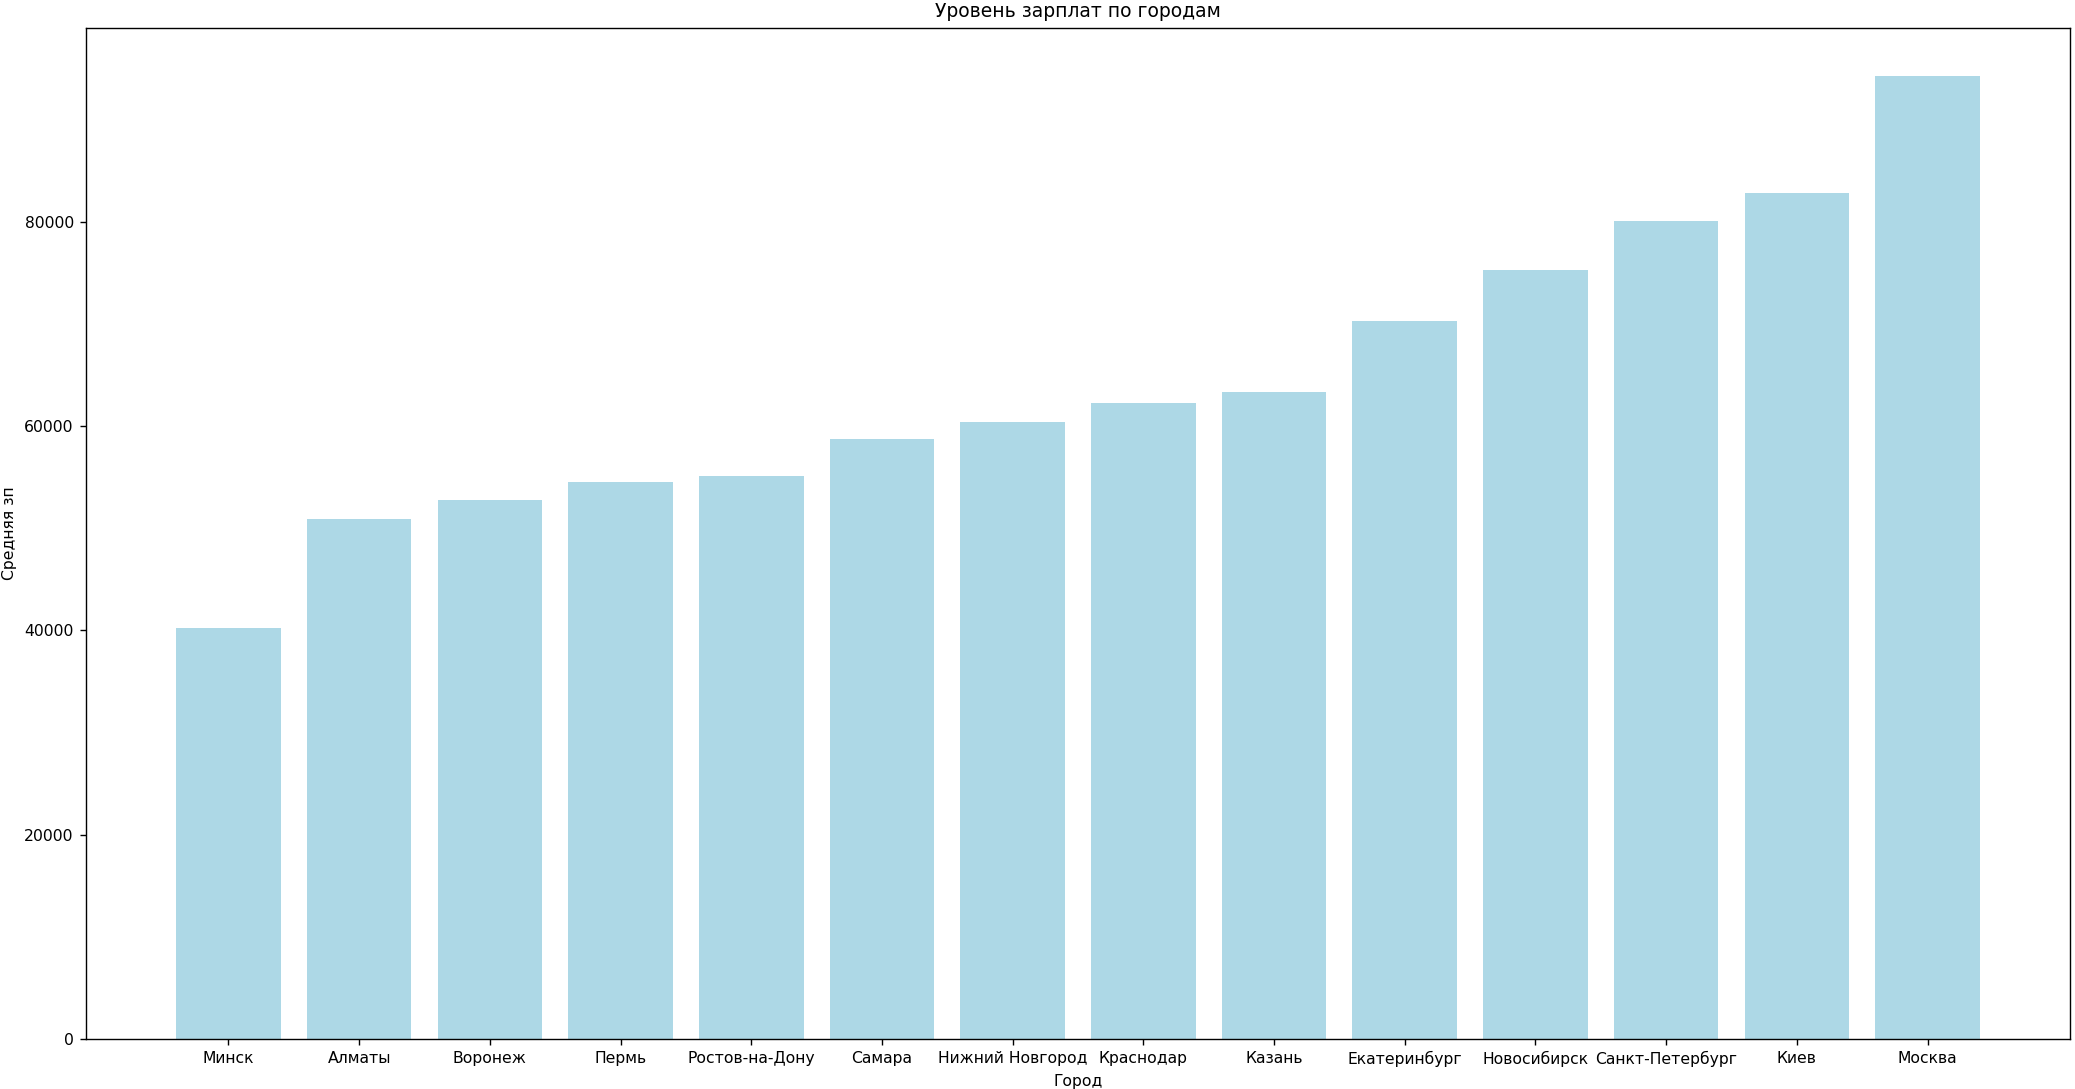 Уровень зарплат по городам
Средняя зп
80000
60000
40000
20000
0
Минск Алматы Воронеж Пермь Ростов-на-Дону Самара Нижний Новгород Краснодар Казань Екатеринбург Новосибирск Санкт-Петербург Киев Москва
Город